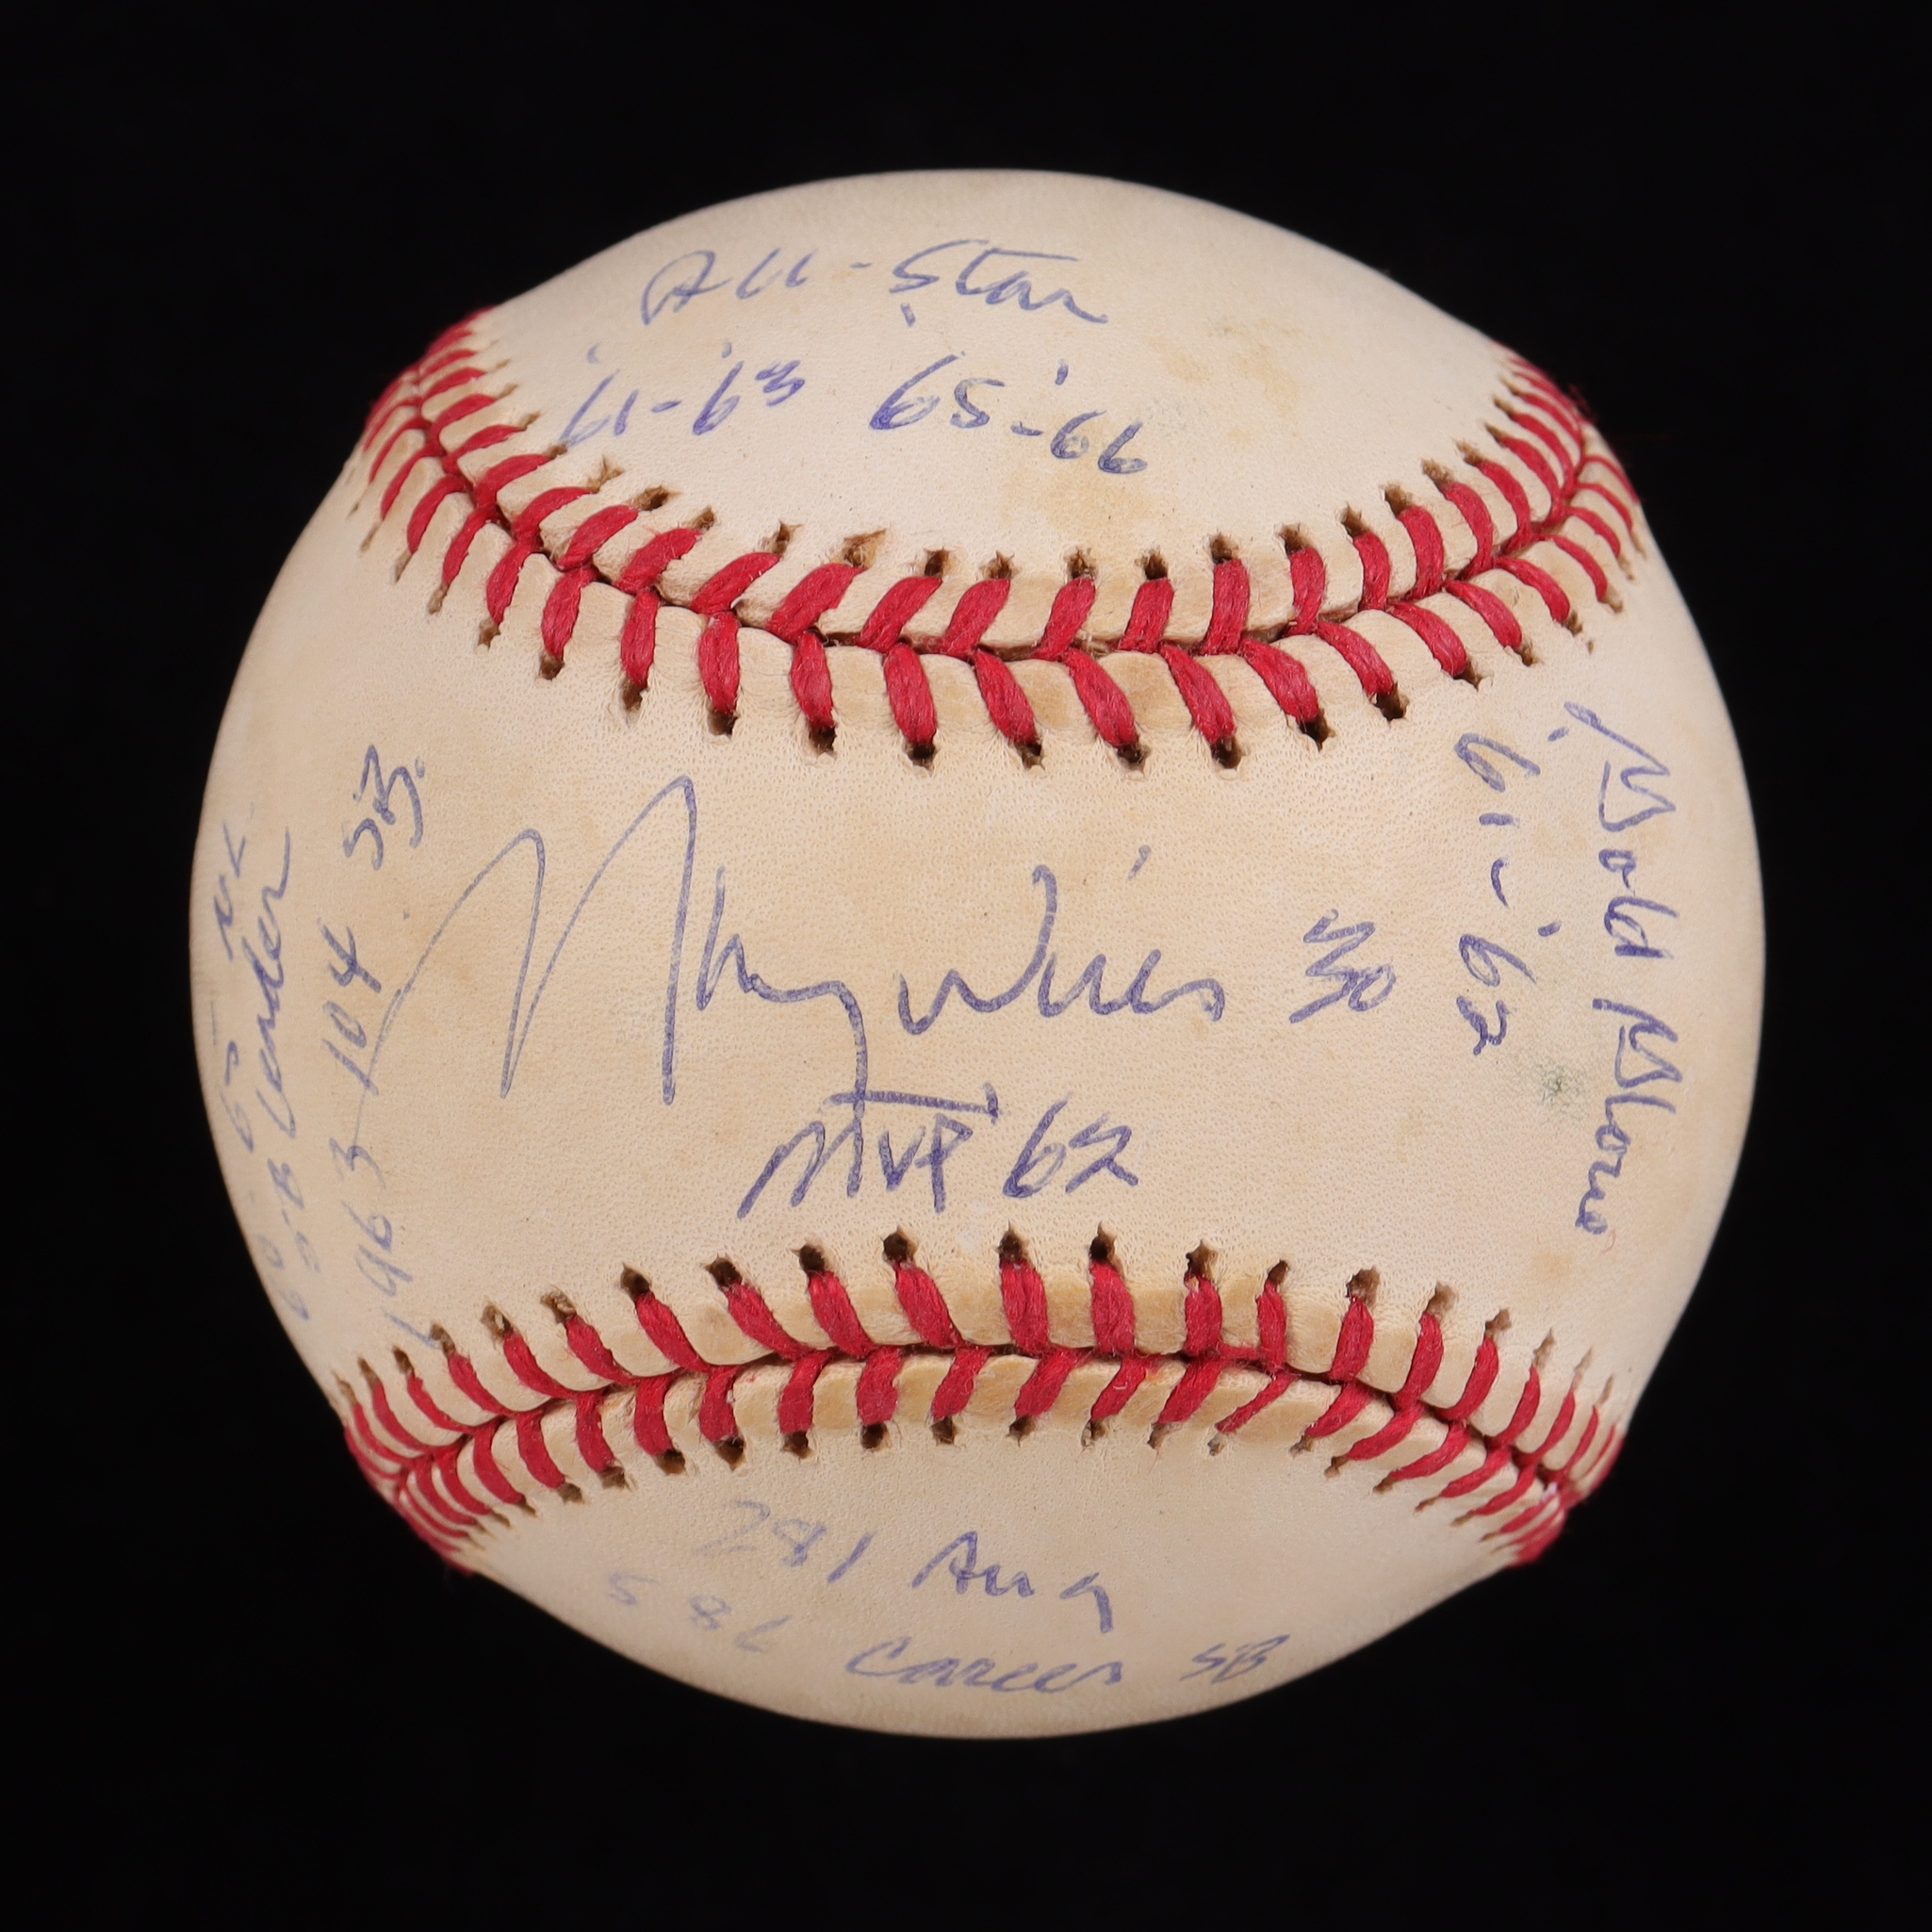 All-Star
'61-'63 65-'66
Maury Wills 30
MVP 62
Gold Glove
'61-'62
1963 104 SB.
60-65 NL
SB Leader
281 Avg
586 Career SB